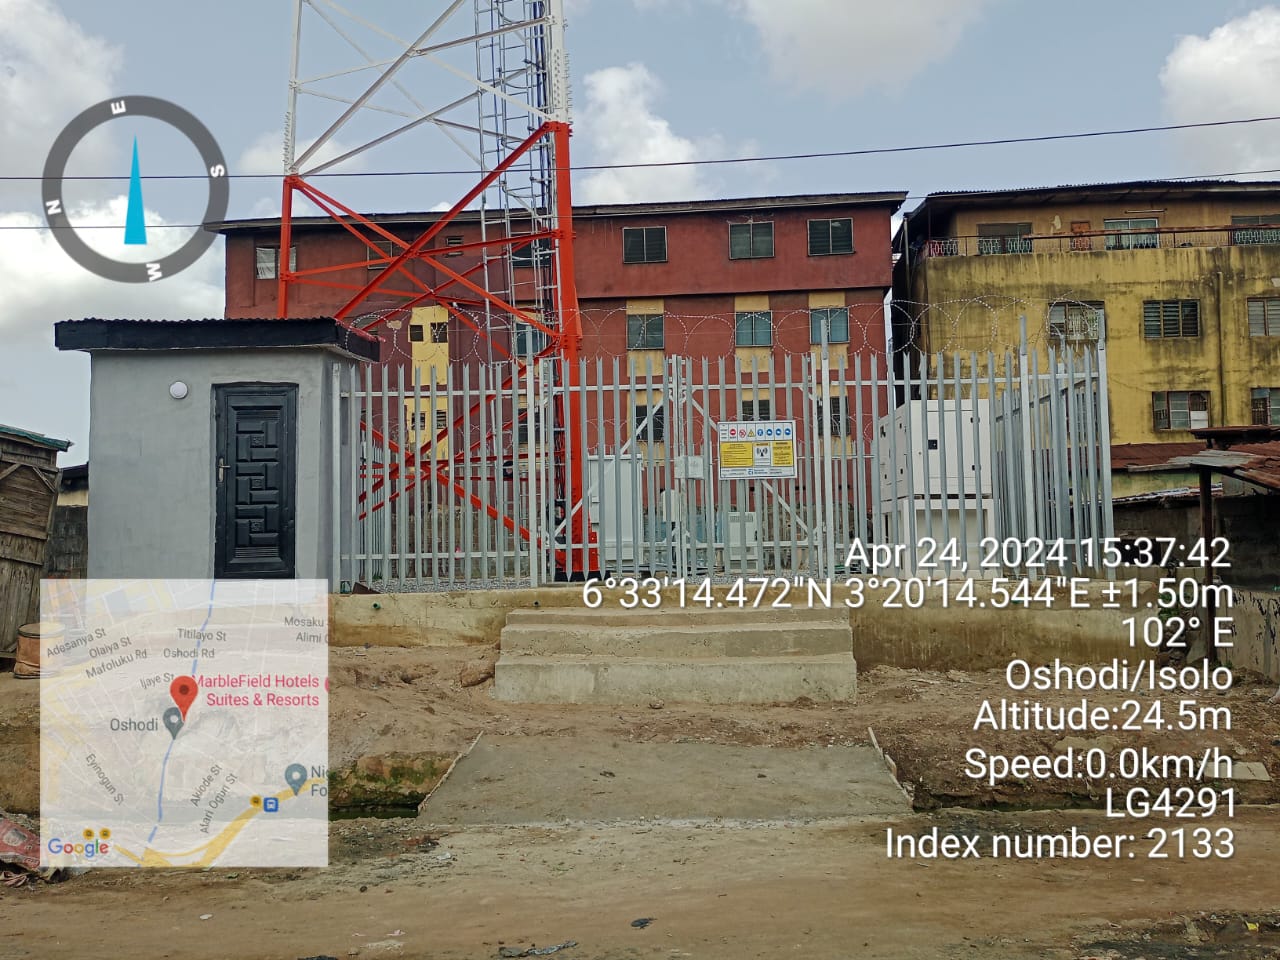 E
S
N
W
Apr 24, 2024 15:37:42
6°33'14.472"N 3°20'14.544"E ±1.50m
102° E
Oshodi/Isolo
Altitude:24.5m
Speed:0.0km/h
LG4291
Index number: 2133
Mosaku
Adesanya St
Titilayo St
Alimi
Olaiya St
Mafoluku Rd
Oshodi Rd
Ijaye St
MarbleField Hotels
Suites & Resorts
Oshodi
Eyinogun St
Akiode St
Afari Ogun St
Google